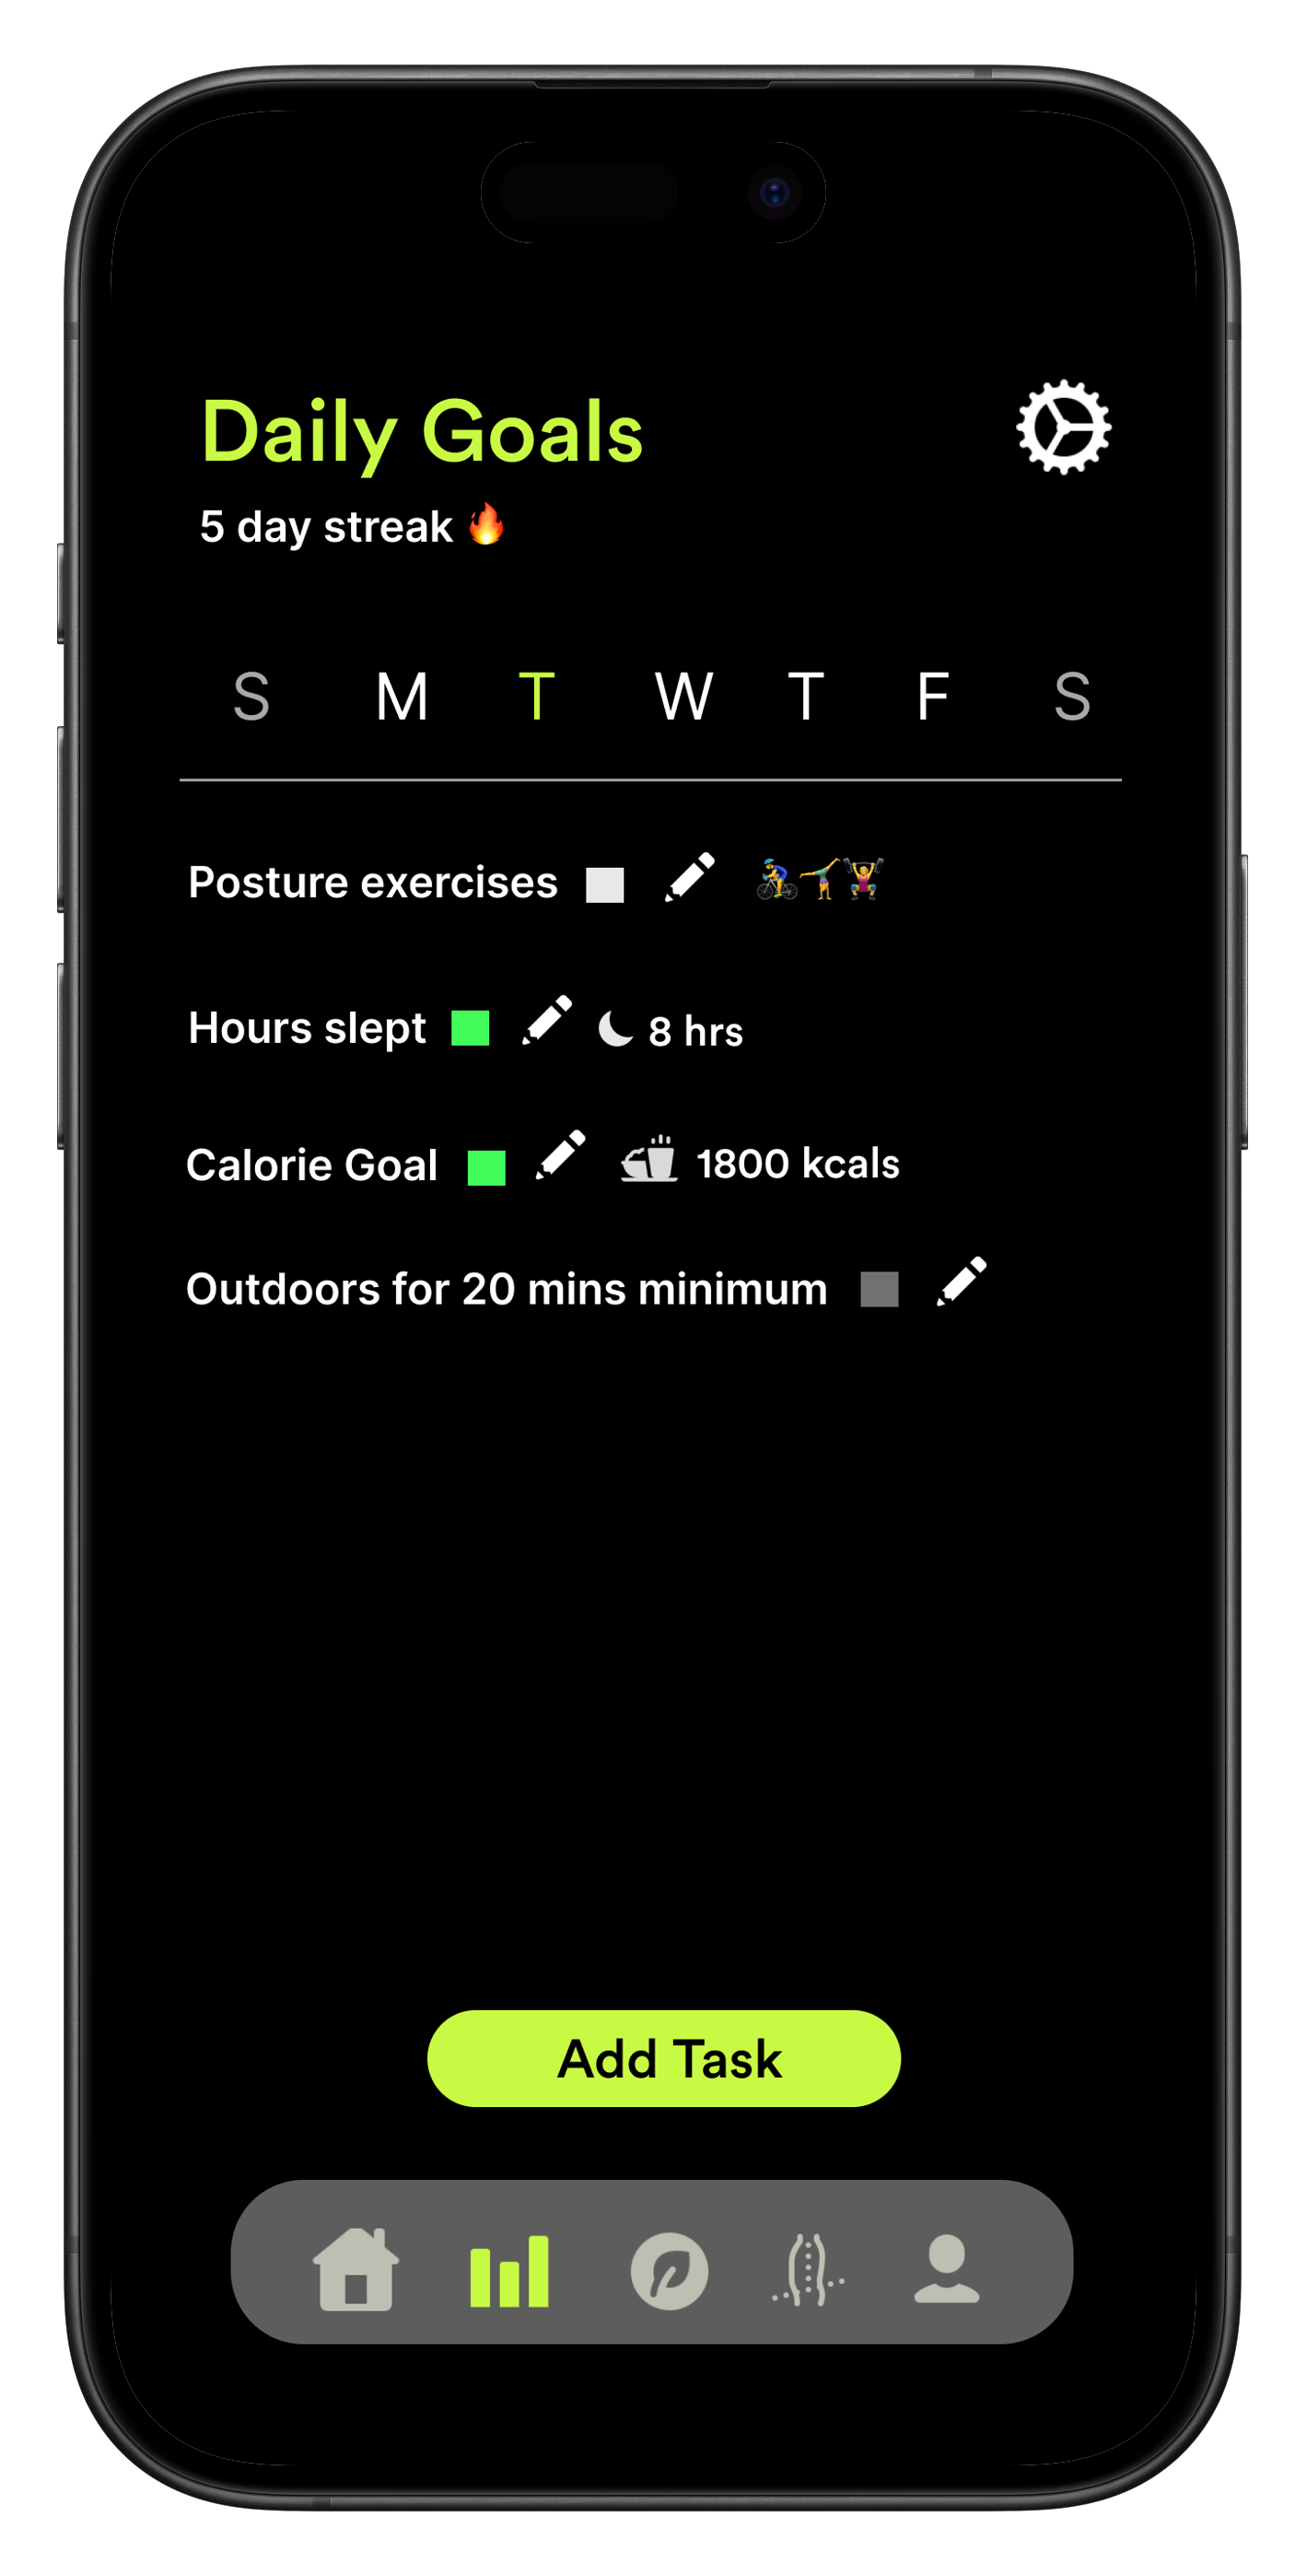 Daily Goals
5 day streak 🔥
S M T W T F S
Posture exercises
Hours slept 8 hrs
Calorie Goal 1800 kcals
Outdoors for 20 mins minimum
Add Task